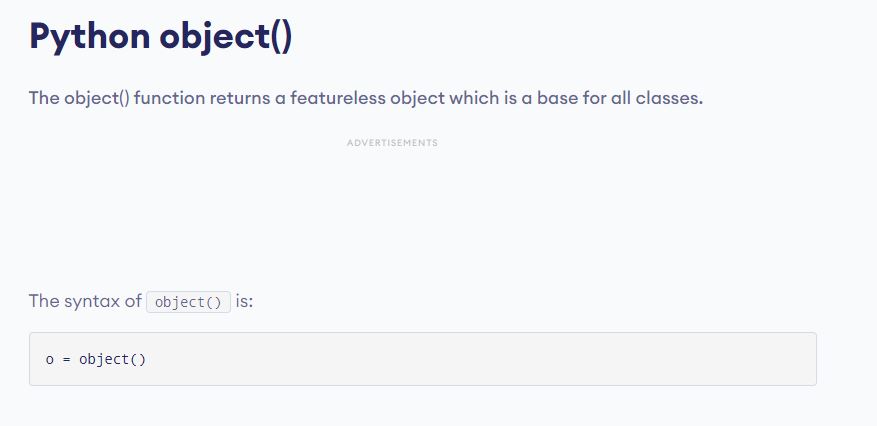 Python object()
The object() function returns a featureless object which is a base for all classes.
ADVERTISEMENTS
The syntax of object() is:
o = object()